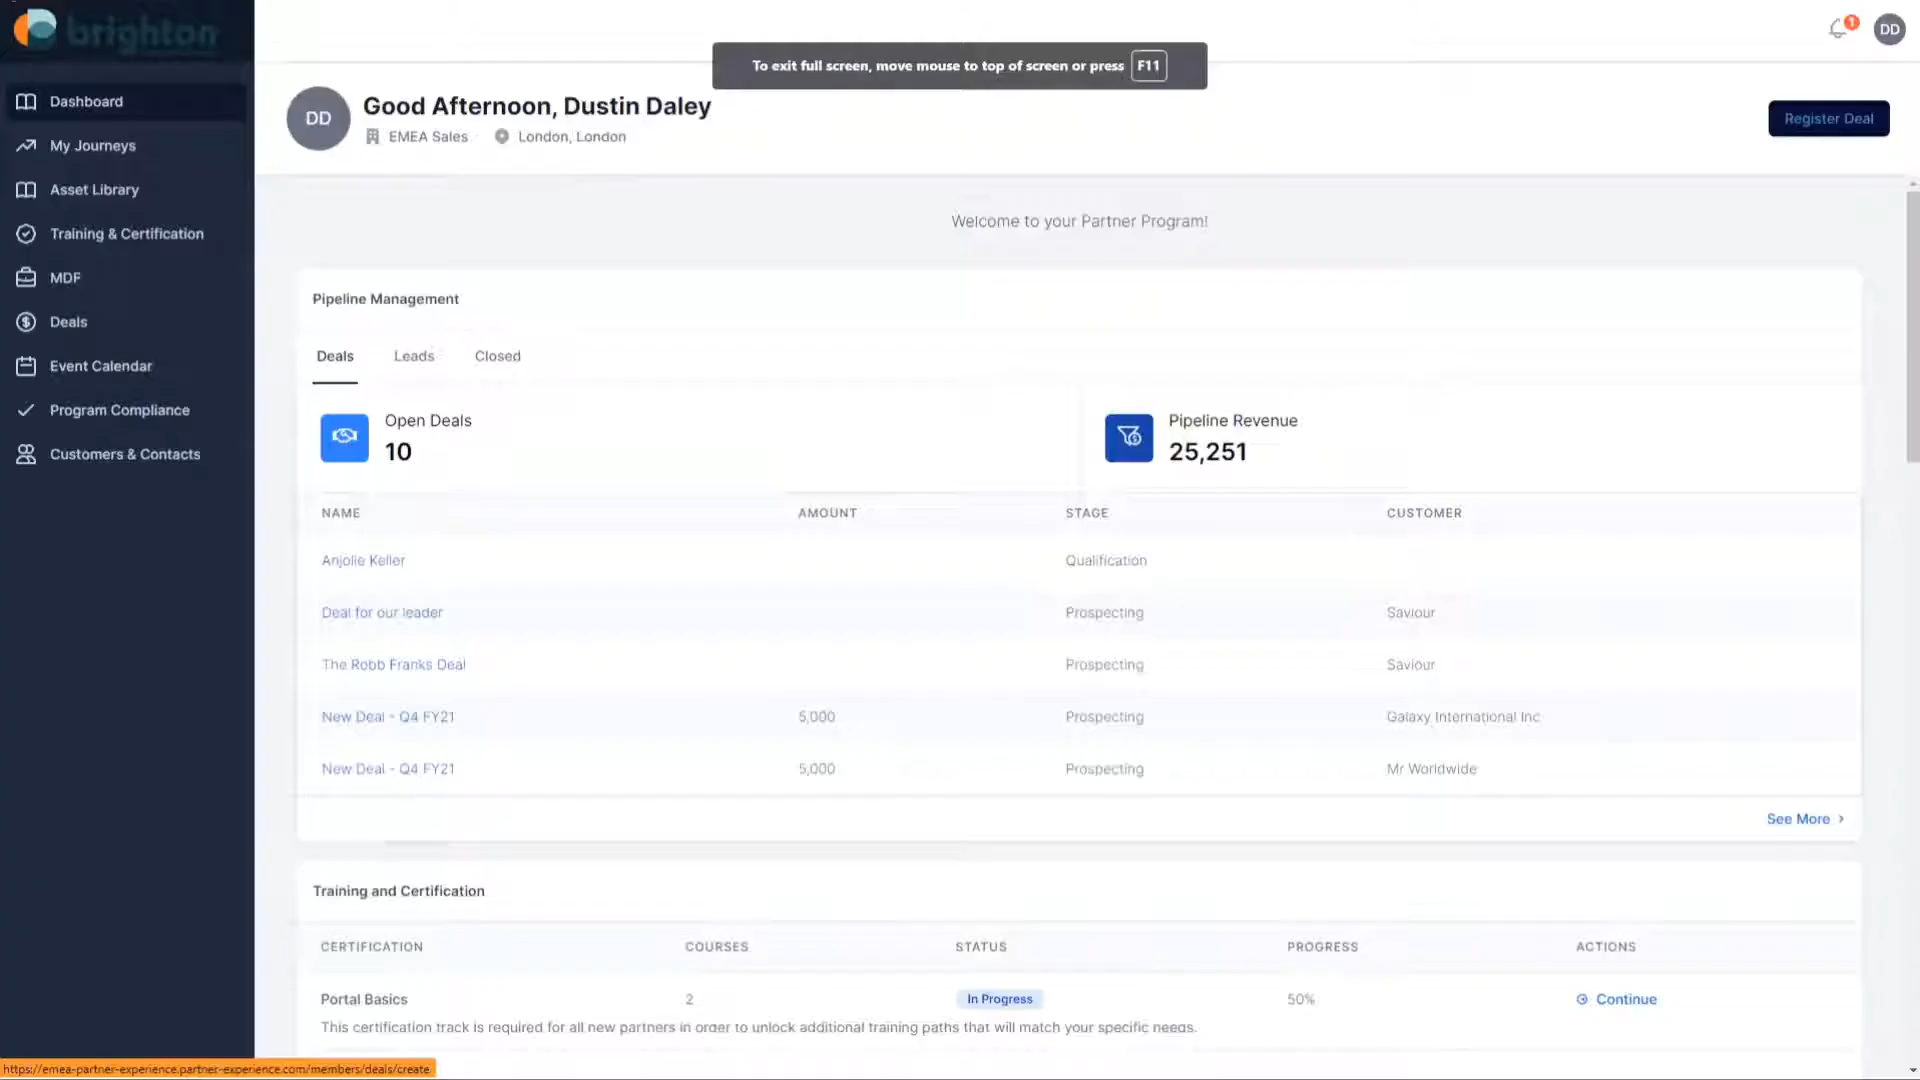 brighton
1
DD
To exit full screen, move mouse to top of screen or press F11
Dashboard
My Journeys
Asset Library
Training & Certification
MDF
Deals
Event Calendar
Program Compliance
Customers & Contacts
DD
Good Afternoon, Dustin Daley
EMEA Sales
London, London
Register Deal
Welcome to your Partner Program!
Pipeline Management
Deals Leads Closed
Open Deals
10
Pipeline Revenue
25,251
NAME AMOUNT STAGE CUSTOMER
Anjolie Keller Qualification
Deal for our leader Prospecting Saviour
The Robb Franks Deal Prospecting Saviour
New Deal - Q4 FY21 5,000 Prospecting Galaxy International Inc
New Deal - Q4 FY21 5,000 Prospecting Mr Worldwide
See More
Training and Certification
CERTIFICATION COURSES STATUS PROGRESS ACTIONS
Portal Basics 2 In Progress 50% Continue
This certification track is required for all new partners in order to unlock additional training paths that will match your specific needs.
https://emea-partner-experience.partner-experience.com/members/deals/create